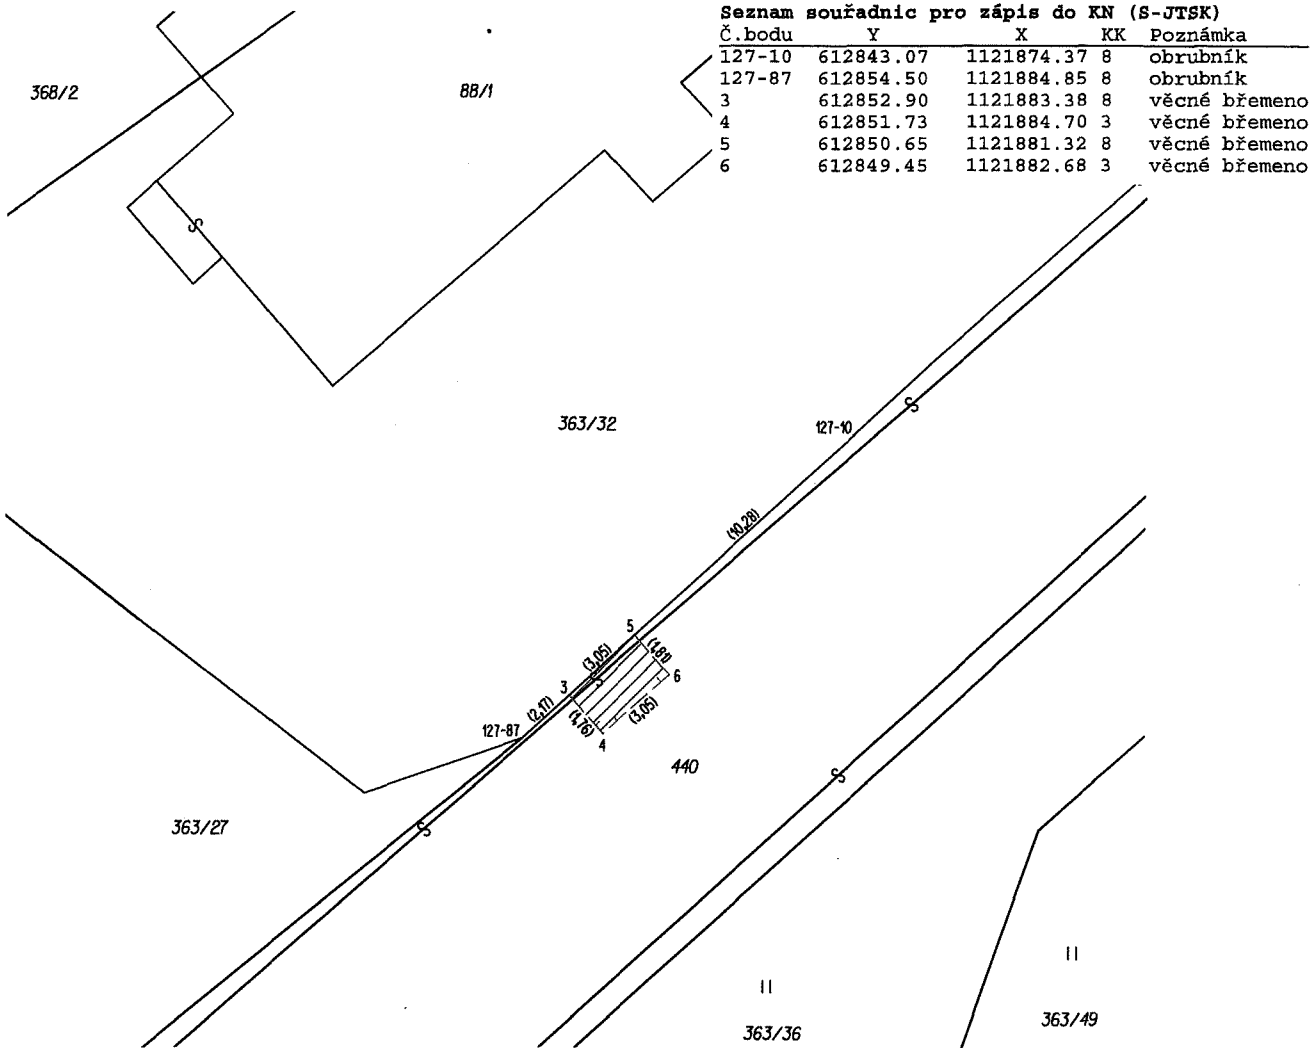 Seznam souřadnic pro zápis do KN (S-JTSK)
Č.bodu Y X KK Poznámka
127-10 612843.07 1121874.37 8 obrubník
127-87 612854.50 1121884.85 8 obrubník
3 612852.90 1121883.38 8 věcné břemeno
4 612851.73 1121884.70 3 věcné břemeno
5 612850.65 1121881.32 8 věcné břemeno
6 612849.45 1121882.68 3 věcné břemeno
368/2
88/1
363/32
127-10
(10,28)
5
(1,81)
(3,05)
6
3
(2,17)
(1,76)
(3,05)
127-87
4
440
363/27
363/36
363/49